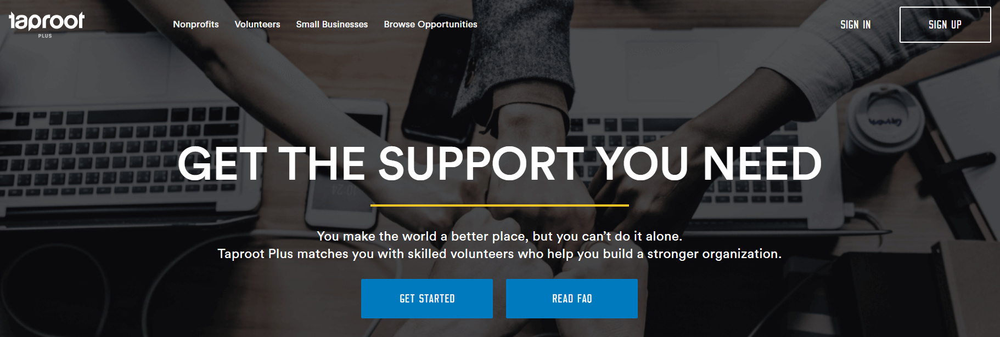 taproot
PLUS
Nonprofits
Volunteers
Small Businesses
Browse Opportunities
SIGN IN
SIGN UP
GET THE SUPPORT YOU NEED
You make the world a better place, but you can’t do it alone.
Taproot Plus matches you with skilled volunteers who help you build a stronger organization.
GET STARTED
READ FAQ